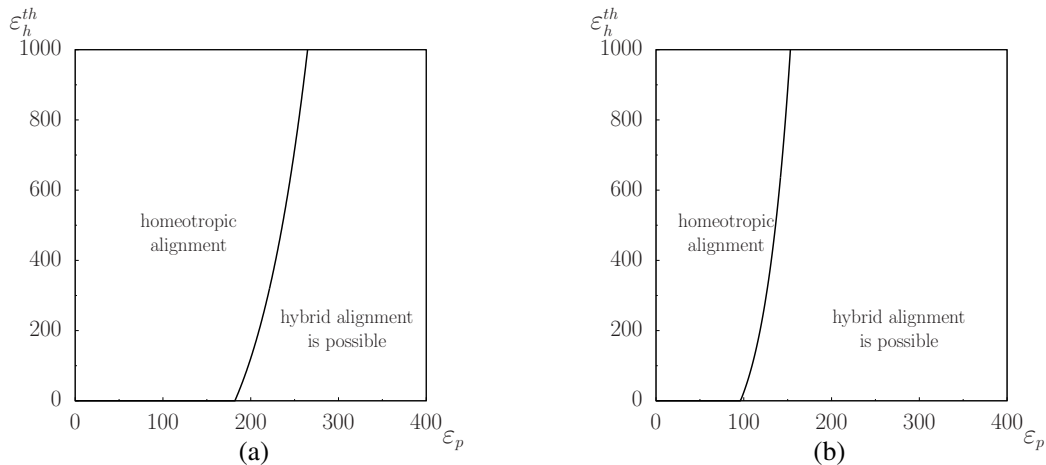 ε_h^{th}
1000
800
600
400
200
0
homeotropic
alignment
hybrid alignment
is possible
0 100 200 300 400
ε_p
(a)
ε_h^{th}
1000
800
600
400
200
0
homeotropic
alignment
hybrid alignment
is possible
0 100 200 300 400
ε_p
(b)